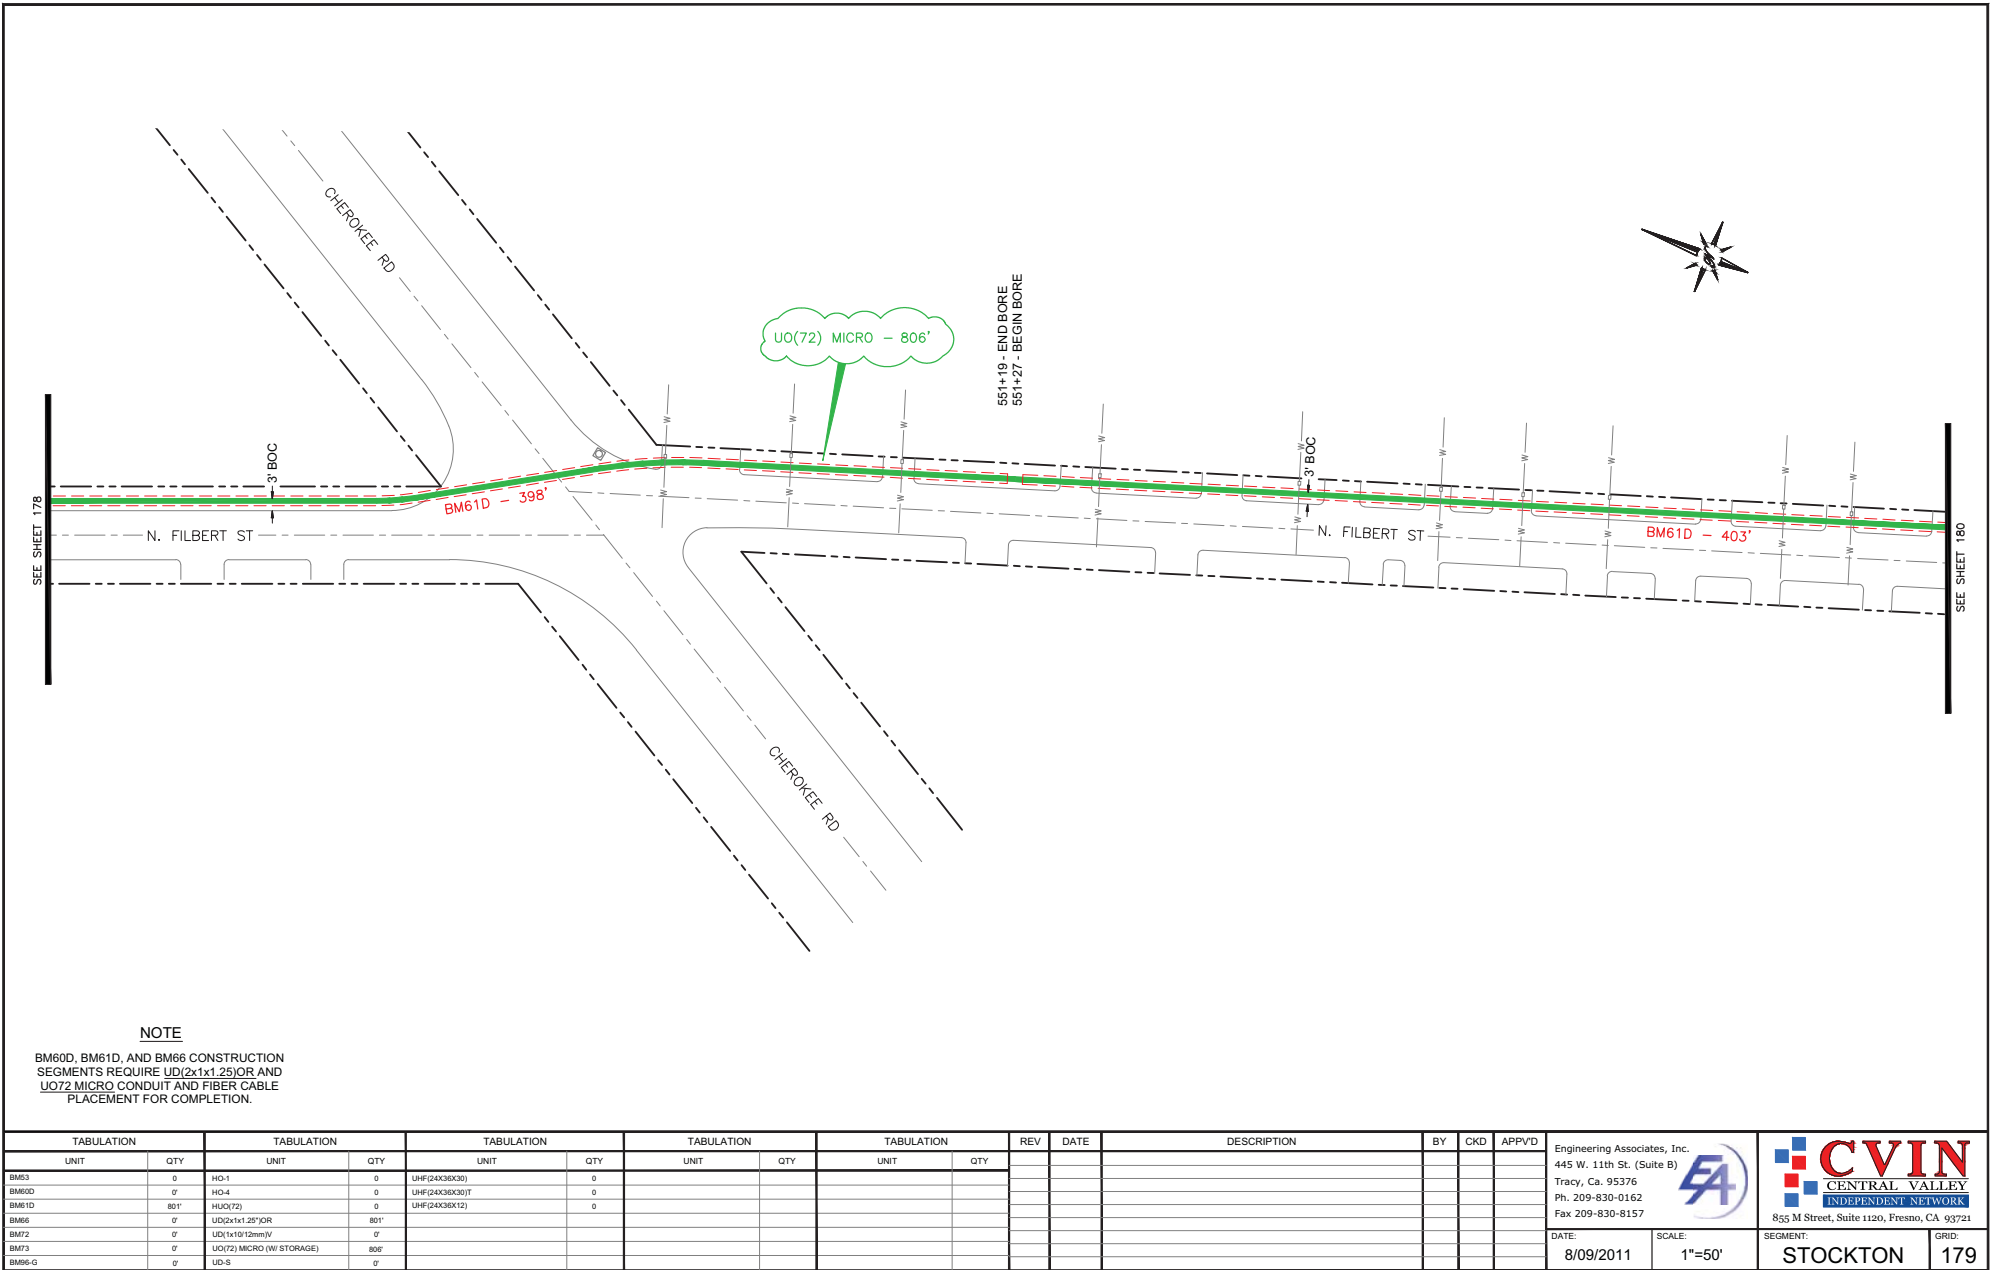 CHEROKEE RD
UO(72) MICRO - 806'
551+19 - END BORE
551+27 - BEGIN BORE
SEE SHEET 178
3' BOC
BM61D - 398'
N. FILBERT ST
3' BOC
N. FILBERT ST
BM61D - 403'
SEE SHEET 180
CHEROKEE RD
W W W W W W W W W W
W W W W W W W W W W
NOTE
BM60D, BM61D, AND BM66 CONSTRUCTION
SEGMENTS REQUIRE UD(2x1x1.25)OR AND
UO72 MICRO CONDUIT AND FIBER CABLE
PLACEMENT FOR COMPLETION.
TABULATION TABULATION TABULATION TABULATION TABULATION REV DATE DESCRIPTION BY CKD APPV'D
UNIT QTY UNIT QTY UNIT QTY UNIT QTY UNIT QTY
BM53 0 HO-1 0 UHF(24X36X30) 0
BM60D 0' HO-4 0 UHF(24X36X30)T 0
BM61D 801' HUO(72) 0 UHF(24X36X12) 0
BM66 0' UD(2x1x1.25")OR 801'
BM72 0' UD(1x10/12mm)V 0'
BM73 0' UO(72) MICRO (W/ STORAGE) 806'
BM96-G 0' UD-S 0'
Engineering Associates, Inc.
445 W. 11th St. (Suite B)
Tracy, Ca. 95376
Ph. 209-830-0162
Fax 209-830-8157
EA
CVIN
CENTRAL VALLEY
INDEPENDENT NETWORK
855 M Street, Suite 1120, Fresno, CA 93721
DATE: 8/09/2011
SCALE: 1"=50'
SEGMENT: STOCKTON
GRID: 179